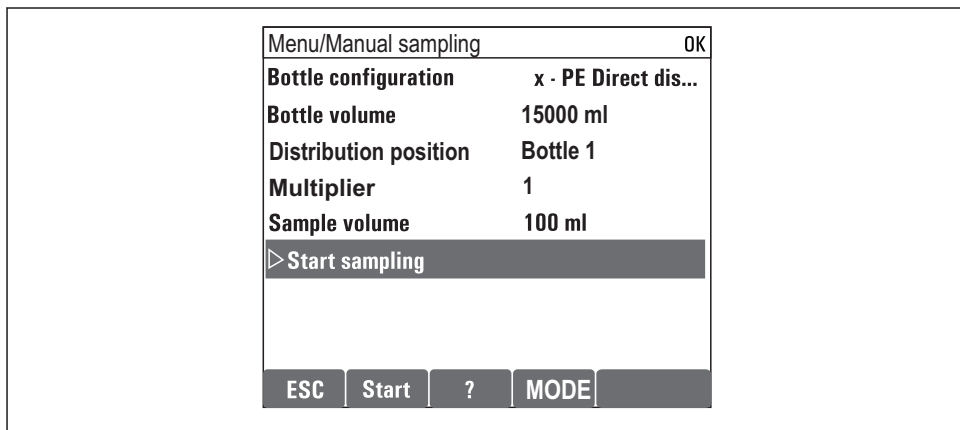 Menu/Manual sampling OK
Bottle configuration x - PE Direct dis...
Bottle volume 15000 ml
Distribution position Bottle 1
Multiplier 1
Sample volume 100 ml
▷Start sampling
ESC Start ? MODE